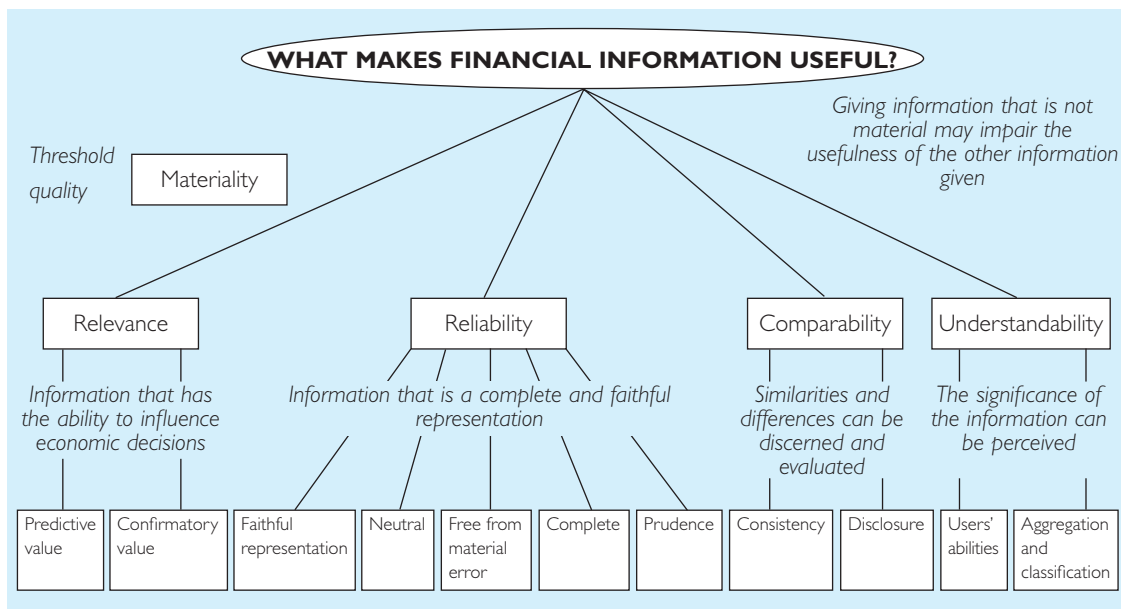 WHAT MAKES FINANCIAL INFORMATION USEFUL?
Giving information that is not
material may impair the
usefulness of the other information
given
Threshold
quality
Materiality
Relevance
Reliability
Comparability
Understandability
Information that has
the ability to influence
economic decisions
Information that is a complete and faithful
representation
Similarities and
differences can be
discerned and
evaluated
The significance of
the information can
be perceived
Predictive
value
Confirmatory
value
Faithful
representation
Neutral
Free from
material
error
Complete
Prudence
Consistency
Disclosure
Users'
abilities
Aggregation
and
classification